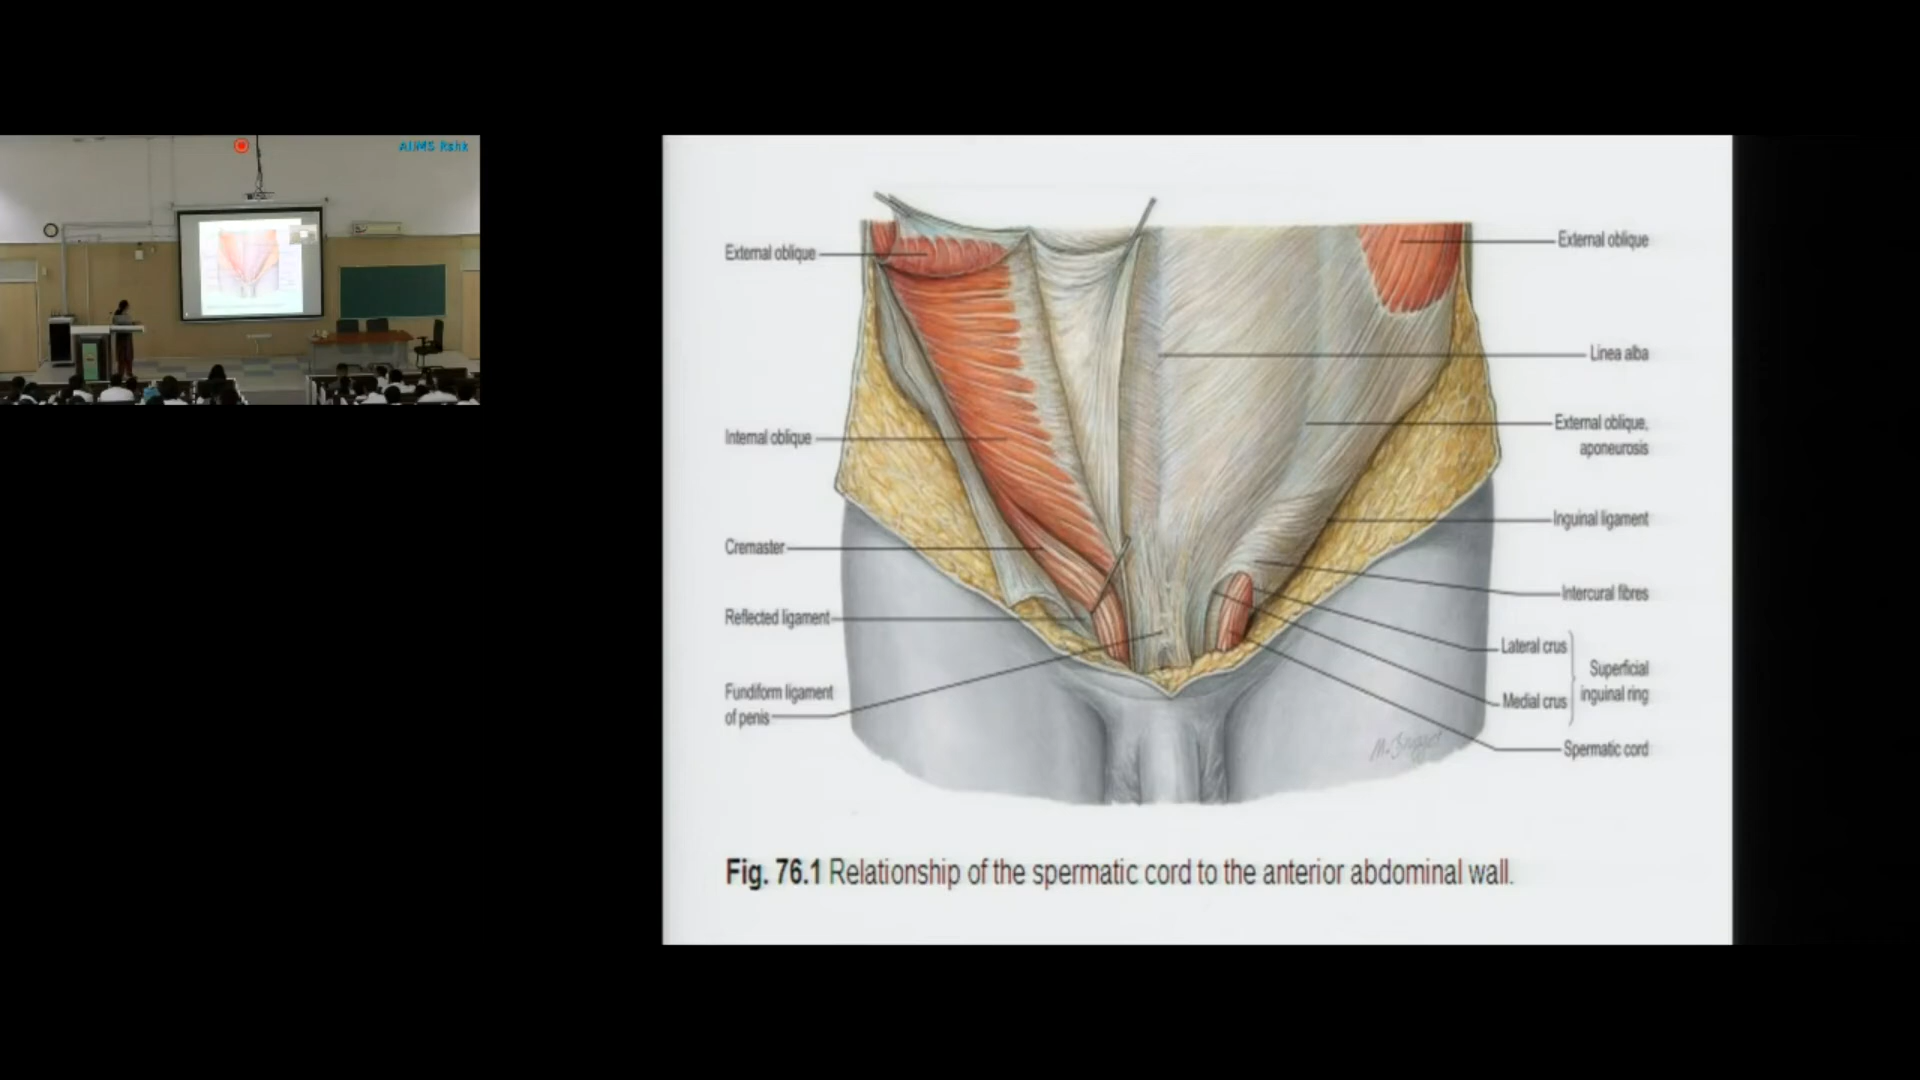 AIIMS Rshk
External oblique
Internal oblique
Cremaster
Reflected ligament
Fundiform ligament
of penis
External oblique
Linea alba
External oblique,
aponeurosis
Inguinal ligament
Intercural fibres
Lateral crus
Medial crus
Superficial
inguinal ring
Spermatic cord
Fig. 76.1 Relationship of the spermatic cord to the anterior abdominal wall.